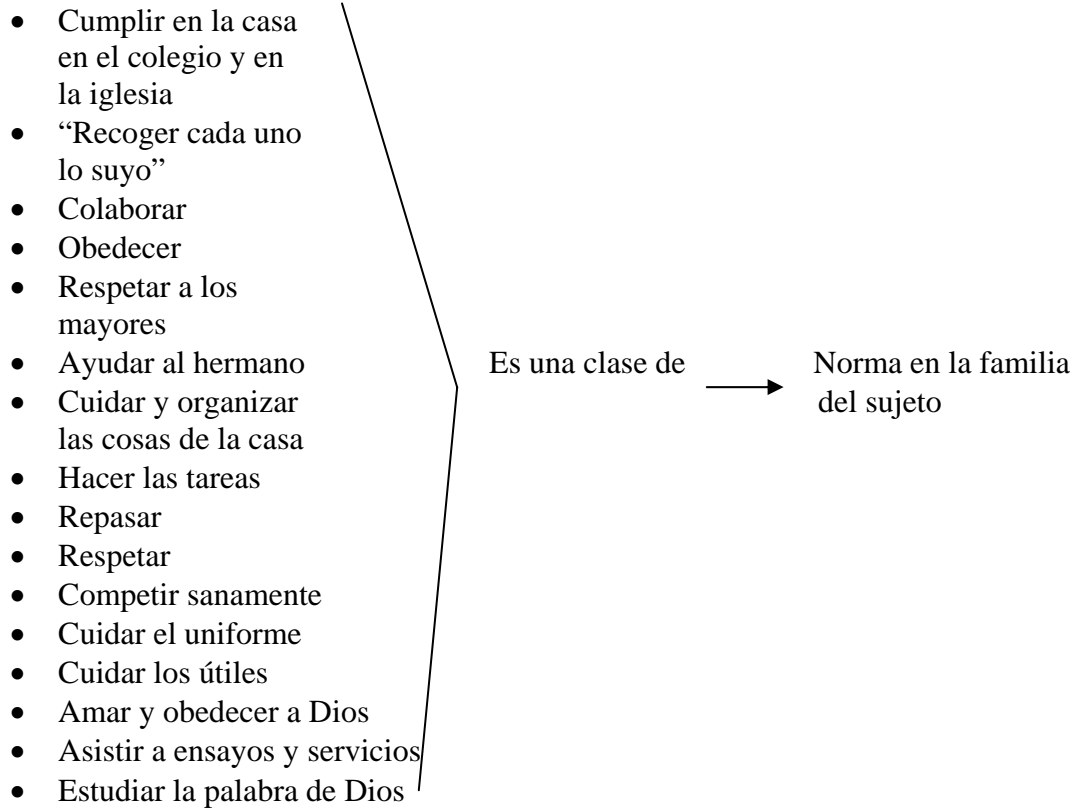 • Cumplir en la casa
en el colegio y en
la iglesia
• “Recoger cada uno
lo suyo”
• Colaborar
• Obedecer
• Respetar a los
mayores
• Ayudar al hermano
• Cuidar y organizar
las cosas de la casa
• Hacer las tareas
• Repasar
• Respetar
• Competir sanamente
• Cuidar el uniforme
• Cuidar los útiles
• Amar y obedecer a Dios
• Asistir a ensayos y servicios
• Estudiar la palabra de Dios
Es una clase de
Norma en la familia
del sujeto